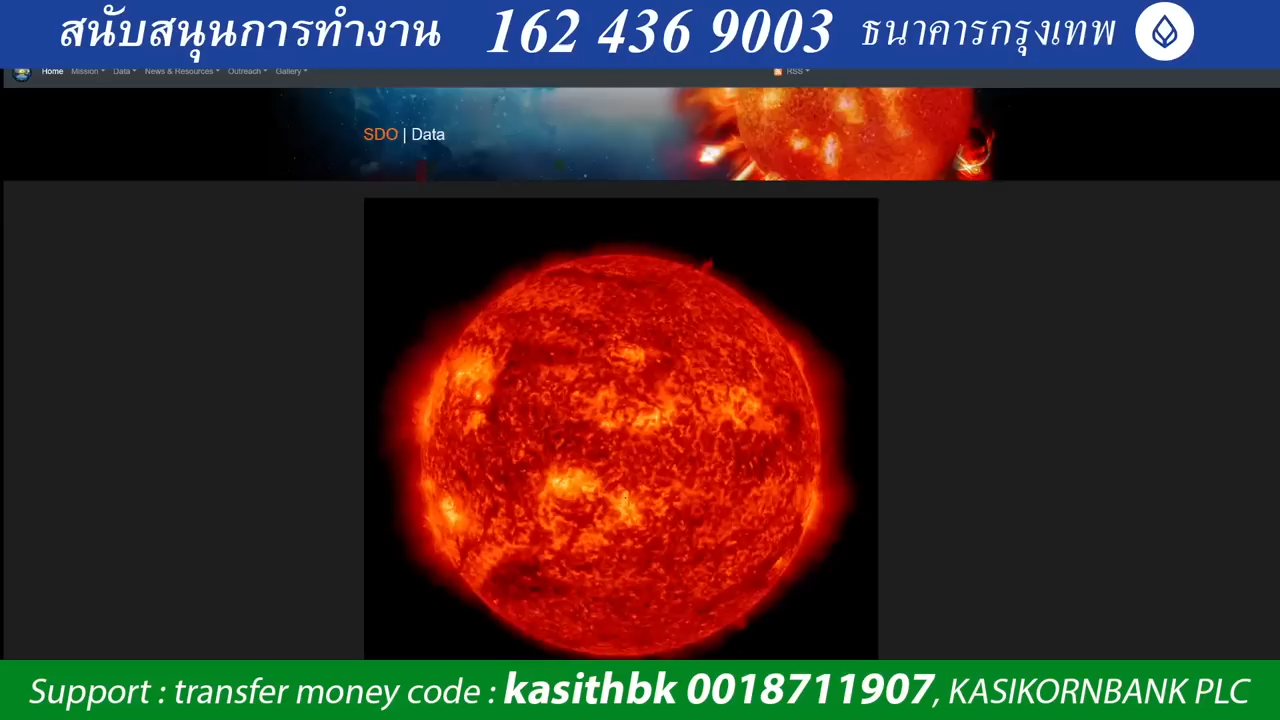 สนับสนุนการทำงาน 162 436 9003 ธนาคารกรุงเทพ
Home Mission Data News & Resources Outreach Gallery RSS
SDO | Data
Support : transfer money code : kasithbk 0018711907, KASIKORNBANK PLC